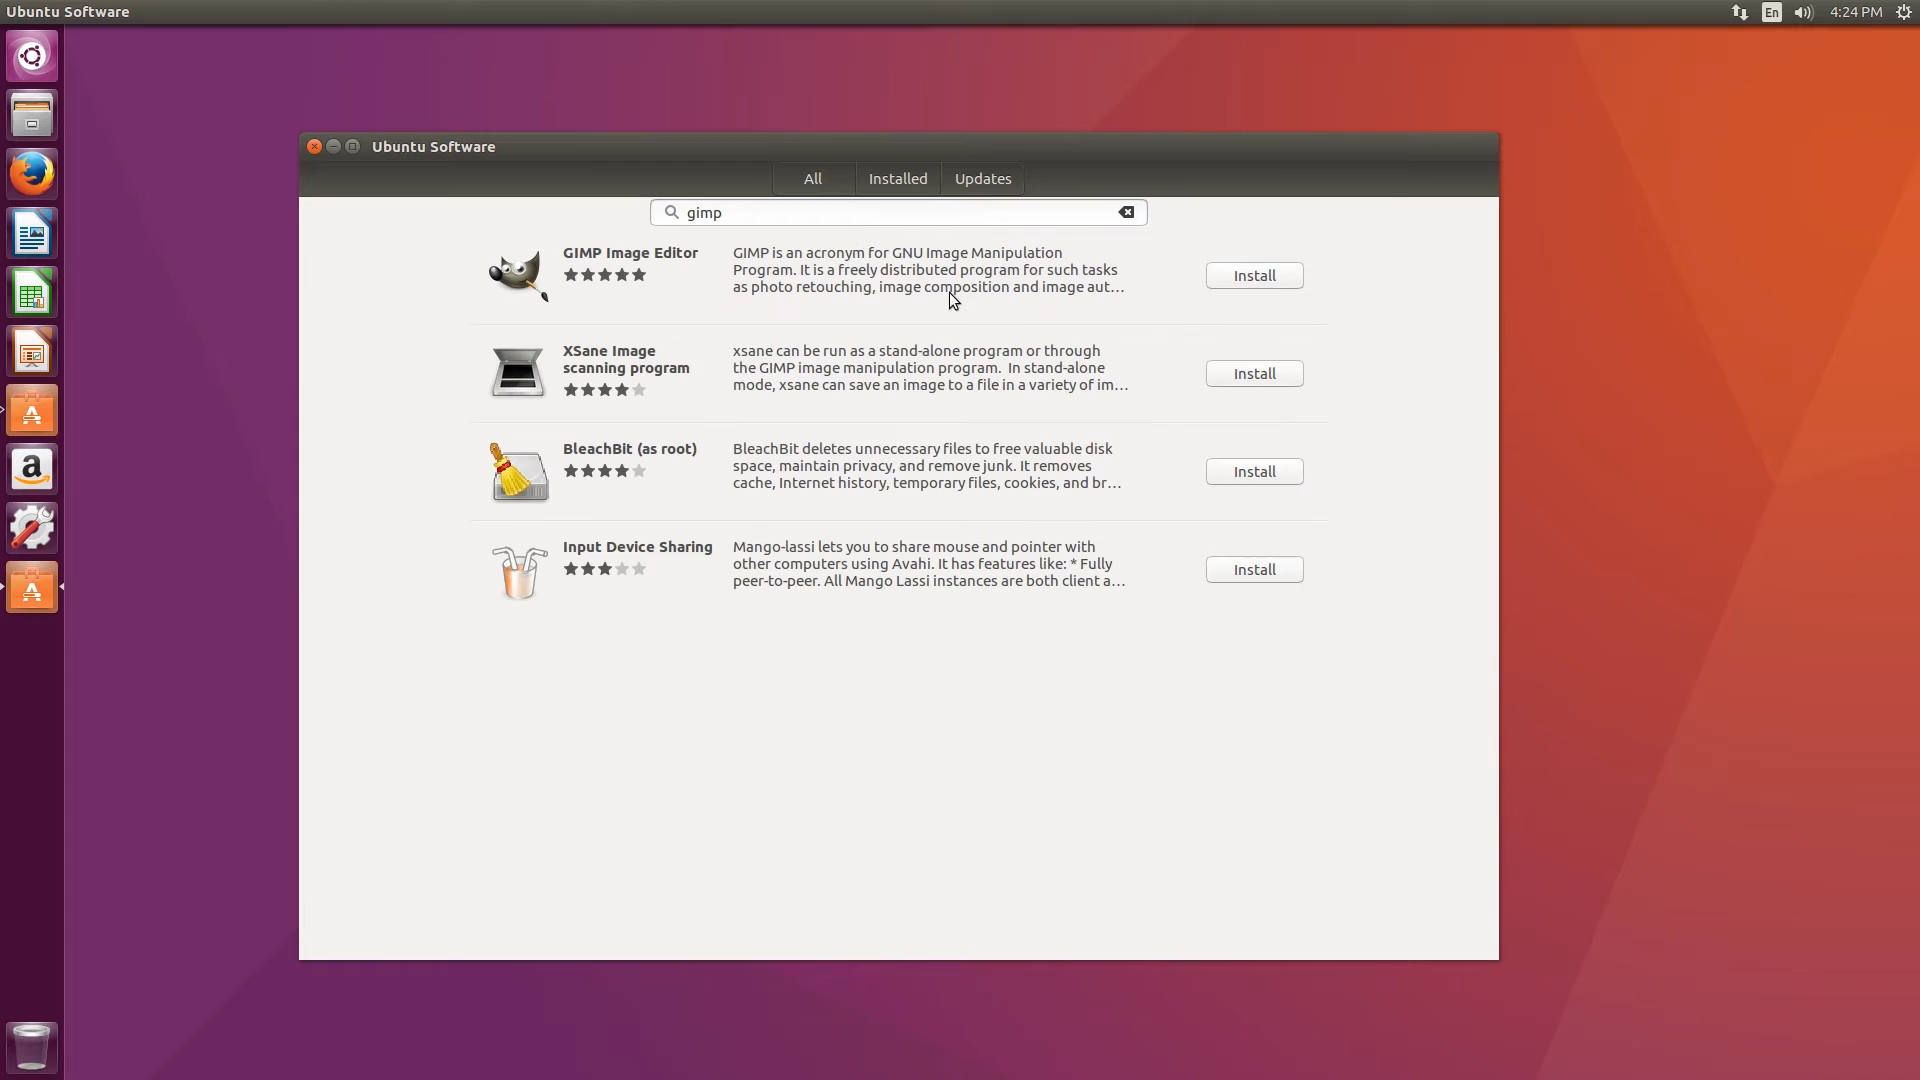 Ubuntu Software
En
4:24 PM
Ubuntu Software
All
Installed
Updates
gimp
GIMP Image Editor
GIMP is an acronym for GNU Image Manipulation
Program. It is a freely distributed program for such tasks
as photo retouching, image composition and image aut...
Install
XSane Image
scanning program
xsane can be run as a stand-alone program or through
the GIMP image manipulation program. In stand-alone
mode, xsane can save an image to a file in a variety of im...
Install
BleachBit (as root)
BleachBit deletes unnecessary files to free valuable disk
space, maintain privacy, and remove junk. It removes
cache, Internet history, temporary files, cookies, and br...
Install
Input Device Sharing
Mango-lassi lets you to share mouse and pointer with
other computers using Avahi. It has features like: * Fully
peer-to-peer. All Mango Lassi instances are both client a...
Install